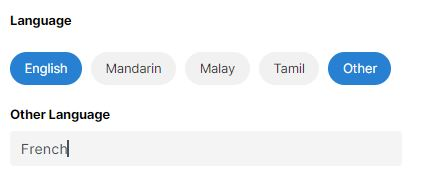 Language
English Mandarin Malay Tamil Other
Other Language
French